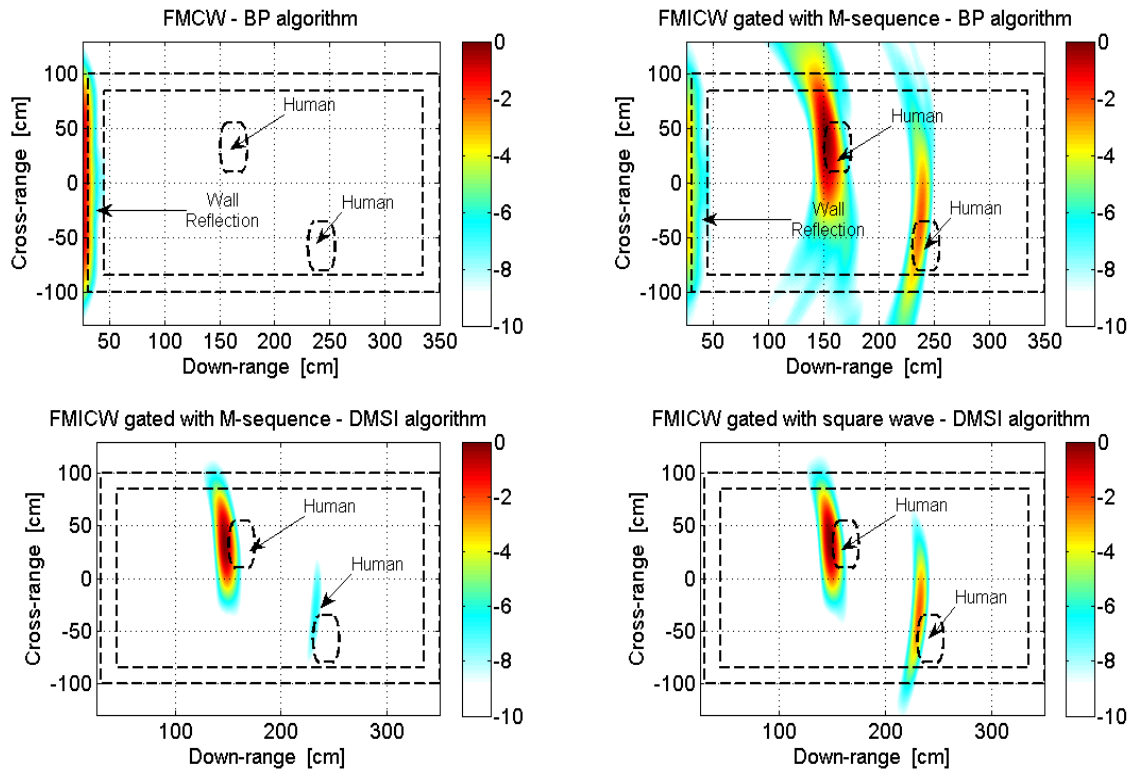 FMCW - BP algorithm
Cross-range [cm]
100
50
0
-50
-100
Human
Human
Wall
Reflection
50 100 150 200 250 300 350
Down-range [cm]
0
-2
-4
-6
-8
-10
FMICW gated with M-sequence - BP algorithm
Cross-range [cm]
100
50
0
-50
-100
Human
Wall
Reflection
Human
50 100 150 200 250 300 350
Down-range [cm]
0
-2
-4
-6
-8
-10
FMICW gated with M-sequence - DMSI algorithm
Cross-range [cm]
100
50
0
-50
-100
Human
Human
100 200 300
Down-range [cm]
0
-2
-4
-6
-8
-10
FMICW gated with square wave - DMSI algorithm
Cross-range [cm]
100
50
0
-50
-100
Human
Human
100 200 300
Down-range [cm]
0
-2
-4
-6
-8
-10